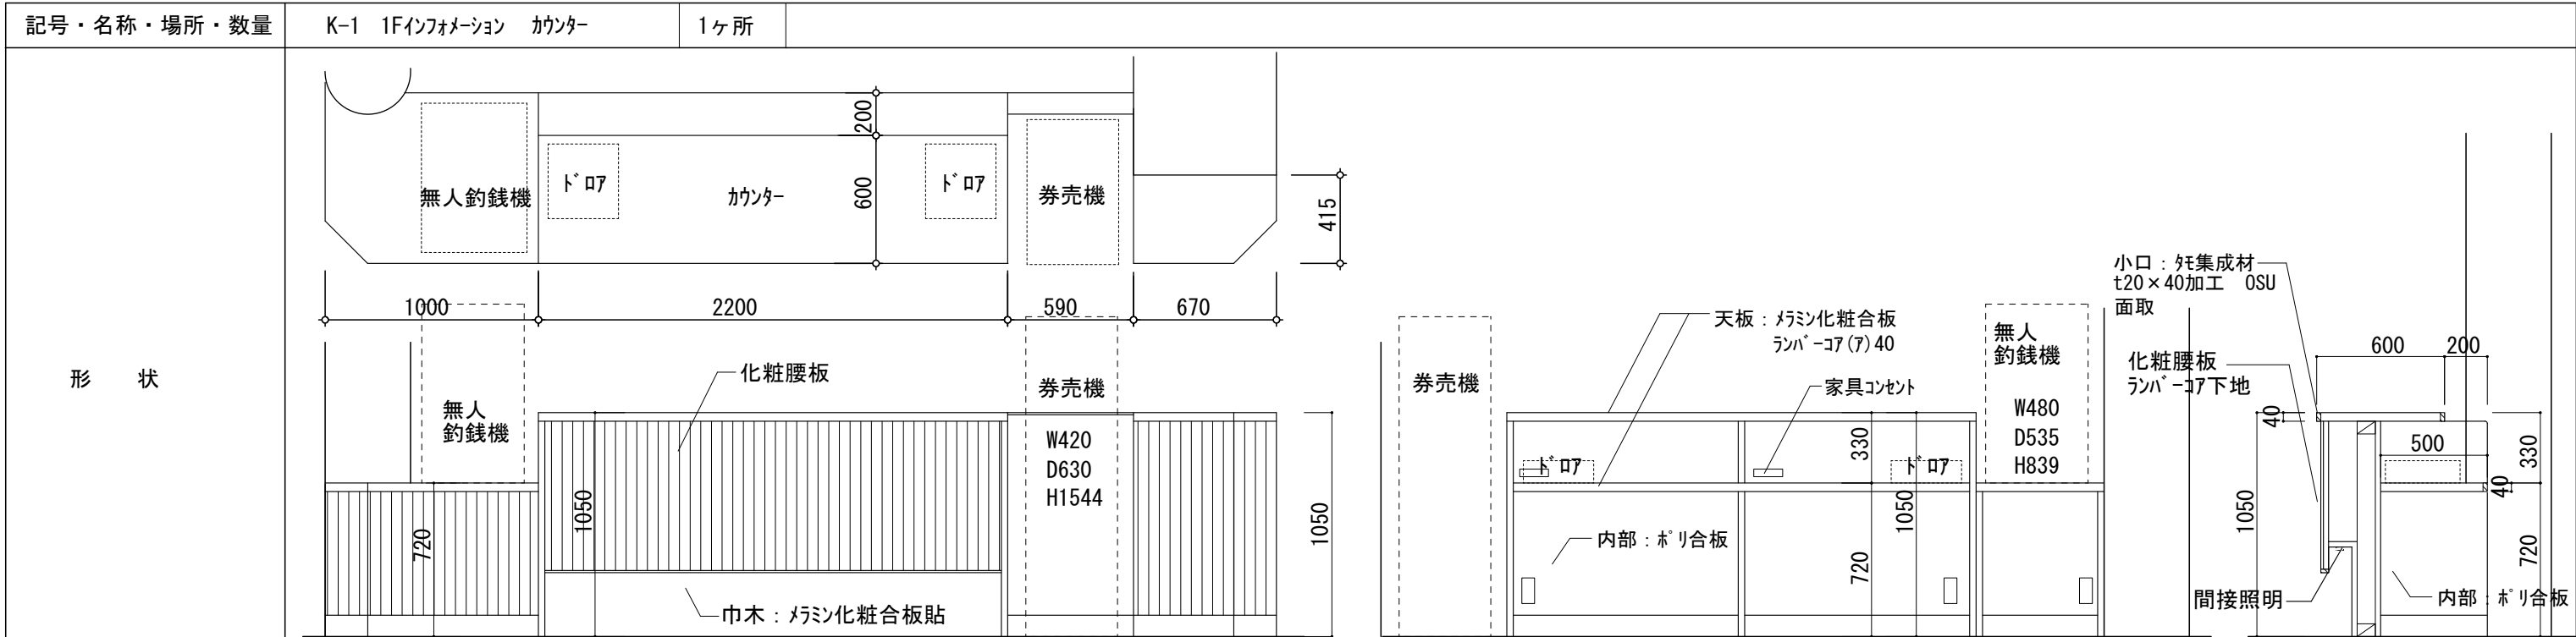 記号・名称・場所・数量
K-1 1Fｲﾝﾌｫﾒｰｼｮﾝ ｶｳﾝﾀｰ
1ヶ所
形 状
無人釣銭機
ﾄﾞﾛｱ
ｶｳﾝﾀｰ
200
600
ﾄﾞﾛｱ
券売機
415
1000
2200
590
670
無人
釣銭機
化粧腰板
券売機
W420
D630
H1544
720
1050
1050
巾木：ﾒﾗﾐﾝ化粧合板貼
券売機
天板：ﾒﾗﾐﾝ化粧合板
ﾗﾝﾊﾞｰｺｱ(ｱ)40
家具ｺﾝｾﾝﾄ
無人
釣銭機
W480
D535
H839
ﾄﾞﾛｱ
ﾄﾞﾛｱ
330
1050
720
内部：ﾎﾟﾘ合板
小口：ﾀﾓ集成材
t20×40加工 OSU
面取
化粧腰板
ﾗﾝﾊﾞｰｺｱ下地
600
200
40
500
330
40
1050
720
間接照明
内部：ﾎﾟﾘ合板